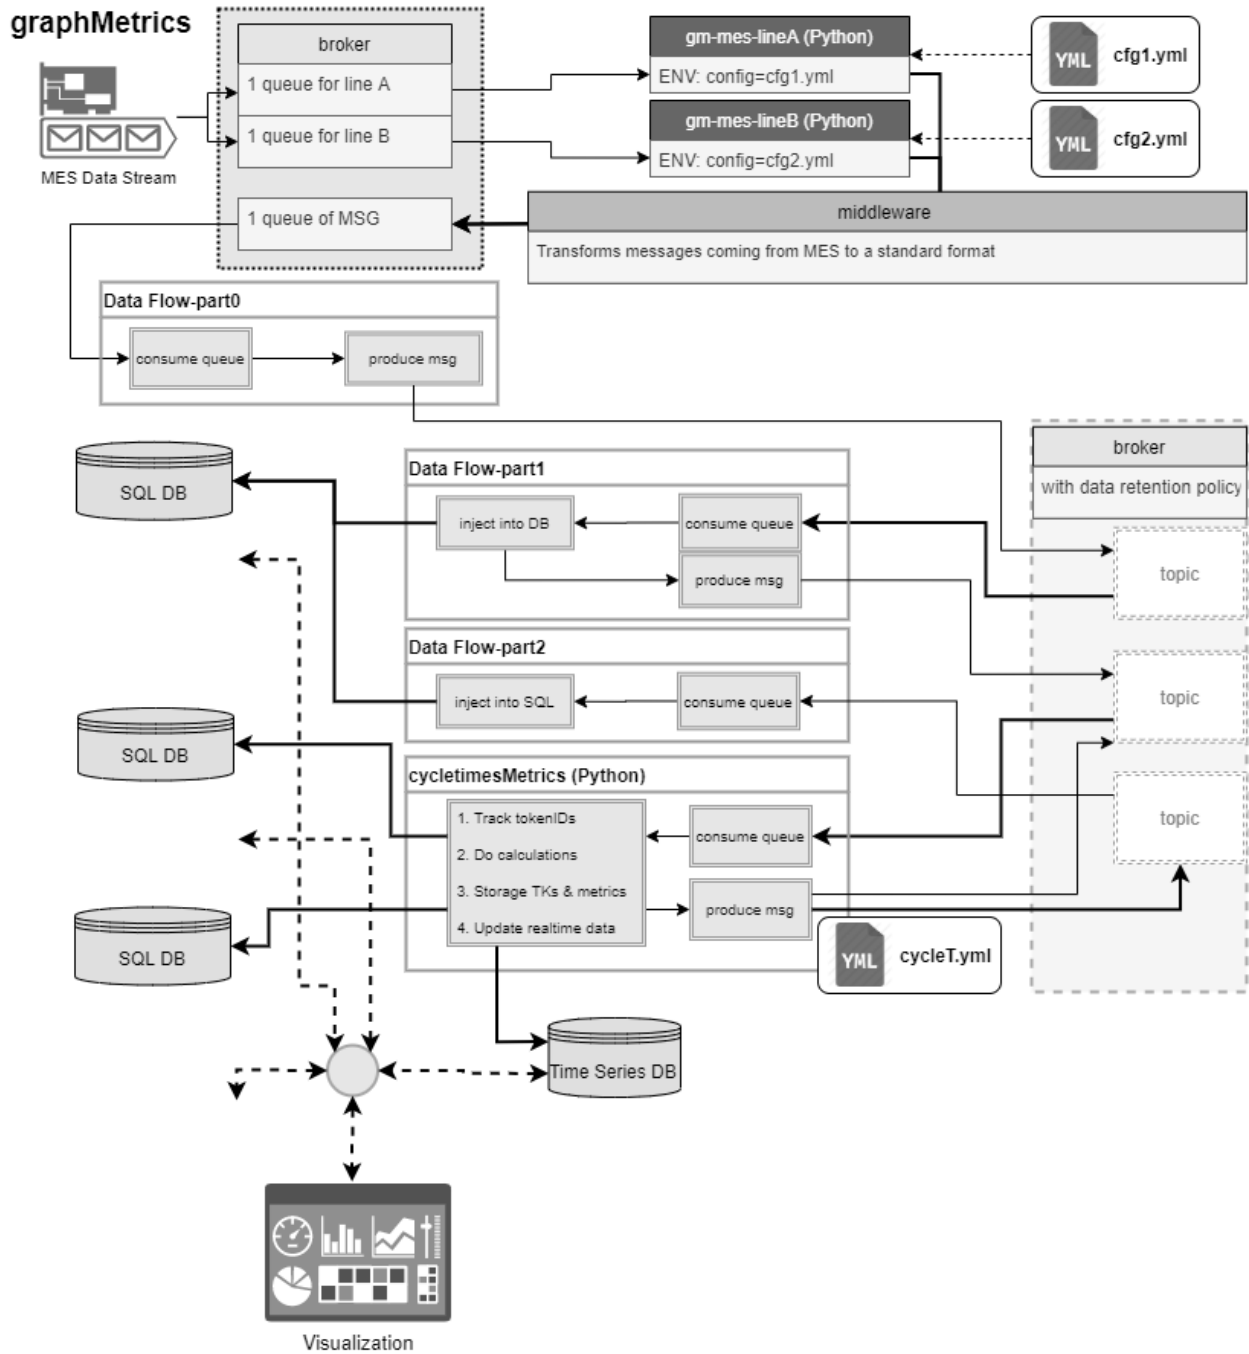 graphMetrics
broker
1 queue for line A
1 queue for line B
1 queue of MSG
MES Data Stream
gm-mes-lineA (Python)
ENV: config=cfg1.yml
gm-mes-lineB (Python)
ENV: config=cfg2.yml
YML
cfg1.yml
YML
cfg2.yml
middleware
Transforms messages coming from MES to a standard format
Data Flow-part0
consume queue
produce msg
broker
with data retention policy
topic
topic
topic
SQL DB
Data Flow-part1
inject into DB
consume queue
produce msg
Data Flow-part2
inject into SQL
consume queue
SQL DB
cycletimesMetrics (Python)
1. Track tokenIDs
2. Do calculations
3. Storage TKs & metrics
4. Update realtime data
consume queue
produce msg
YML
cycleT.yml
SQL DB
Time Series DB
Visualization